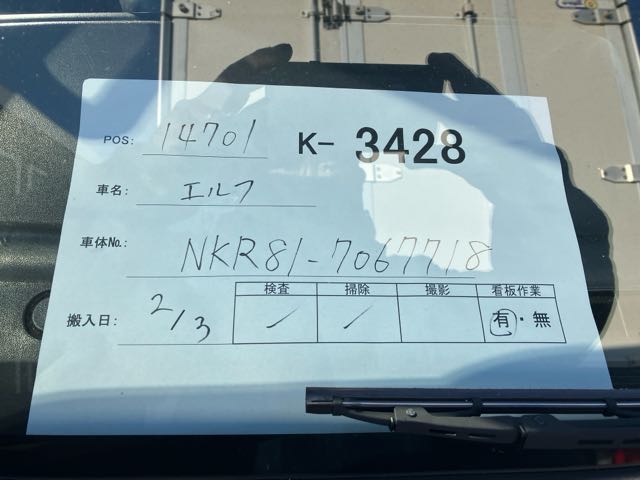 POS: 14701 K- 3428
車名: エルフ
車体No: NKR81-7067718
検査 掃除 撮影 看板作業
搬入日: 2/3 ✓ ✓ 有・無